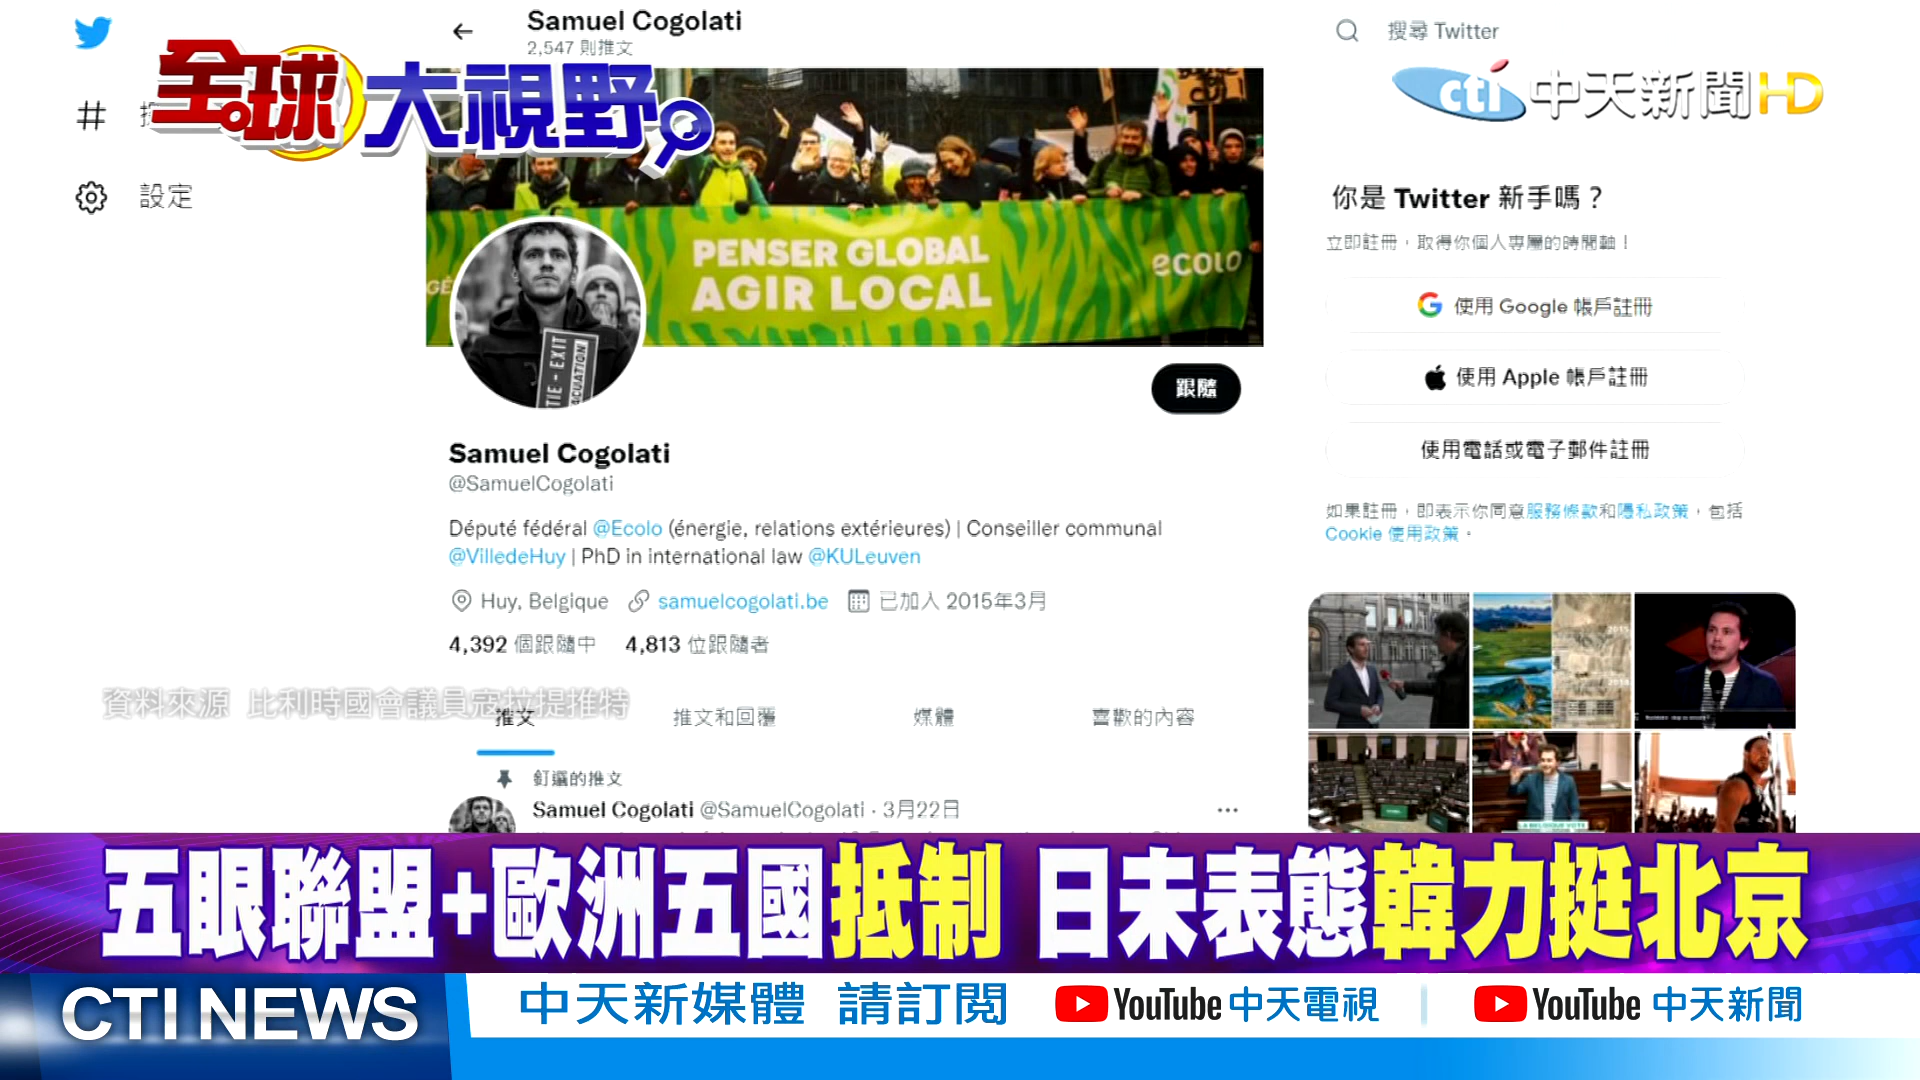 Samuel Cogolati
2,547 則推文
搜尋 Twitter
全球大視野
cti 中天新聞HD
設定
PENSER GLOBAL
AGIR LOCAL
ecolo
TIE - EXIT
你是 Twitter 新手嗎？
立即註冊，取得你個人專屬的時間軸！
使用 Google 帳戶註冊
使用 Apple 帳戶註冊
使用電話或電子郵件註冊
如果註冊，即表示你同意服務條款和隱私政策，包括
Cookie 使用政策。
跟隨
Samuel Cogolati
@SamuelCogolati
Député fédéral @Ecolo (énergie, relations extérieures) | Conseiller communal
@VilledeHuy | PhD in international law @KULeuven
Huy, Belgique samuelcogolati.be 已加入 2015年3月
4,392 個跟隨中 4,813 位跟隨者
資料來源 比利時國會議員寇拉提推特
推文 推文和回覆 媒體 喜歡的內容
釘選的推文
Samuel Cogolati @SamuelCogolati · 3月22日
五眼聯盟+歐洲五國抵制 日未表態韓力挺北京
CTI NEWS
中天新媒體 請訂閱 YouTube 中天電視 YouTube 中天新聞